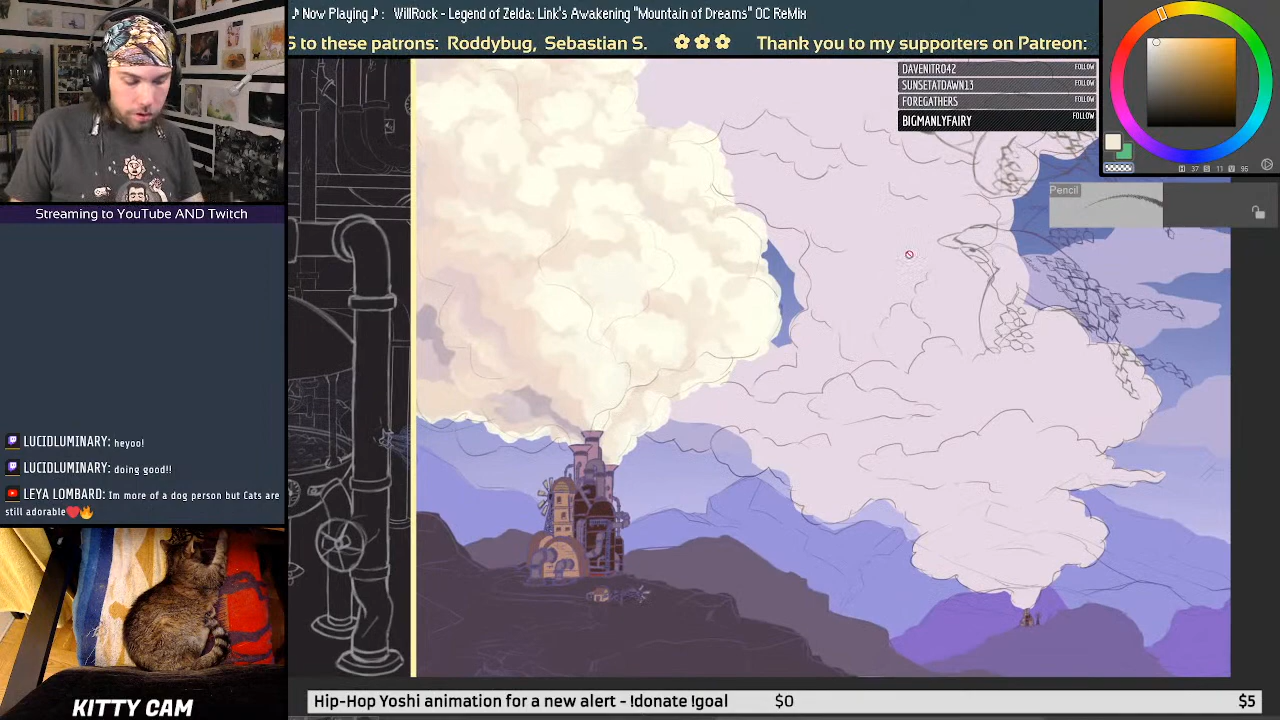 ♪ Now Playing ♪: WillRock - Legend of Zelda: Link's Awakening "Mountain of Dreams" OC ReMix
S to these patrons: Roddybug, Sebastian S. ✿ ✿ ✿ Thank you to my supporters on Patreon:
DAVENITRO42 FOLLOW
SUNSETATDAWN13 FOLLOW
FOREGATHERS FOLLOW
BIGMANLYFAIRY FOLLOW
H 37 S 11 V 95
Pencil
Streaming to YouTube AND Twitch
LUCIDLUMINARY: heyoo!
LUCIDLUMINARY: doing good!!
LEYA LOMBARD: Im more of a dog person but Cats are
still adorable❤️🔥
KITTY CAM
Hip-Hop Yoshi animation for a new alert - !donate !goal $0 $5